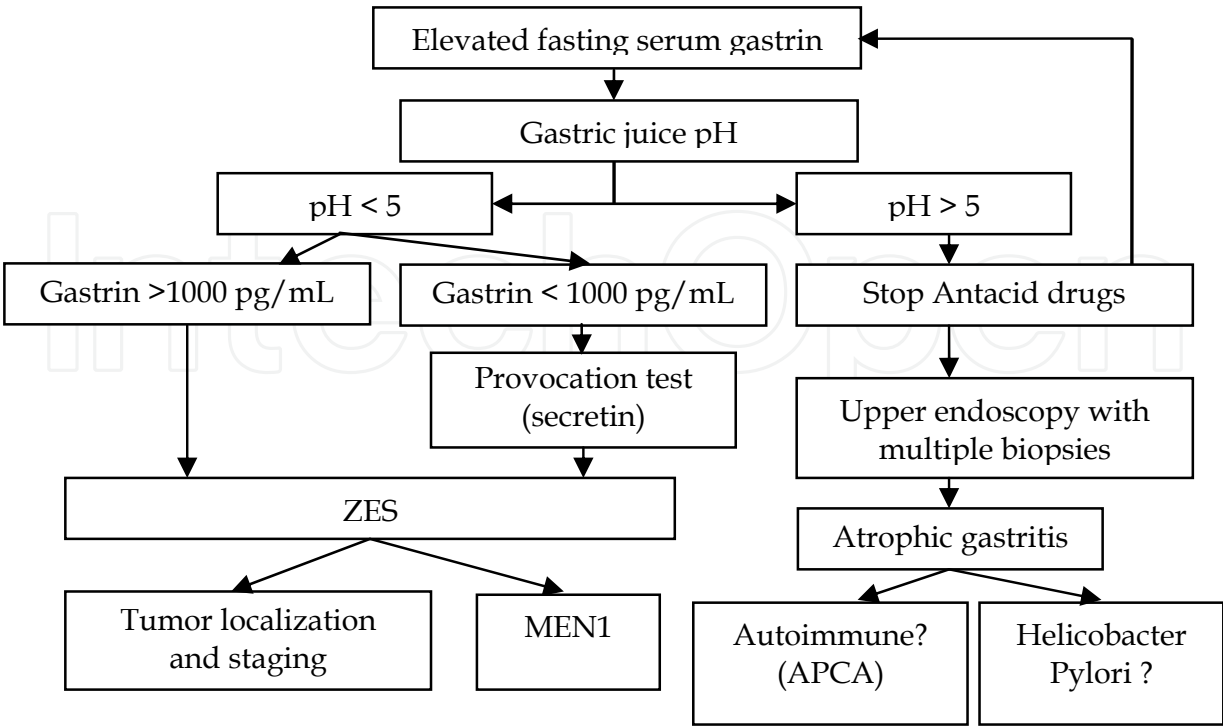 Elevated fasting serum gastrin
Gastric juice pH
pH < 5
pH > 5
Gastrin >1000 pg/mL
Gastrin < 1000 pg/mL
Stop Antacid drugs
Provocation test
(secretin)
Upper endoscopy with
multiple biopsies
ZES
Atrophic gastritis
Tumor localization
and staging
MEN1
Autoimmune?
(APCA)
Helicobacter
Pylori ?
IntechOpen